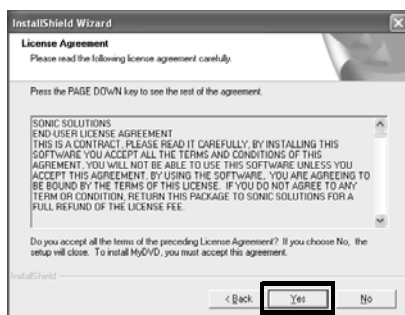 InstallShield Wizard
License Agreement
Please read the following license agreement carefully.
Press the PAGE DOWN key to see the rest of the agreement.
SONIC SOLUTIONS
END-USER LICENSE AGREEMENT
THIS IS A CONTRACT, PLEASE READ IT CAREFULLY, BY INSTALLING THIS
SOFTWARE YOU ACCEPT ALL THE TERMS AND CONDITIONS OF THIS
AGREEMENT, YOU WILL NOT BE ABLE TO USE THIS SOFTWARE UNLESS YOU
ACCEPT THIS AGREEMENT. BY USING THE SOFTWARE, YOU ARE AGREEING TO
BE BOUND BY THE TERMS OF THIS LICENSE. IF YOU DO NOT AGREE TO ANY
TERM OR CONDITION, RETURN THIS PACKAGE TO SONIC SOLUTIONS FOR A
FULL REFUND OF THE LICENSE FEE.
Do you accept all the terms of the preceding License Agreement? If you choose No, the
setup will close. To install MyDVD, you must accept this agreement.
InstallShield
< Back Yes No